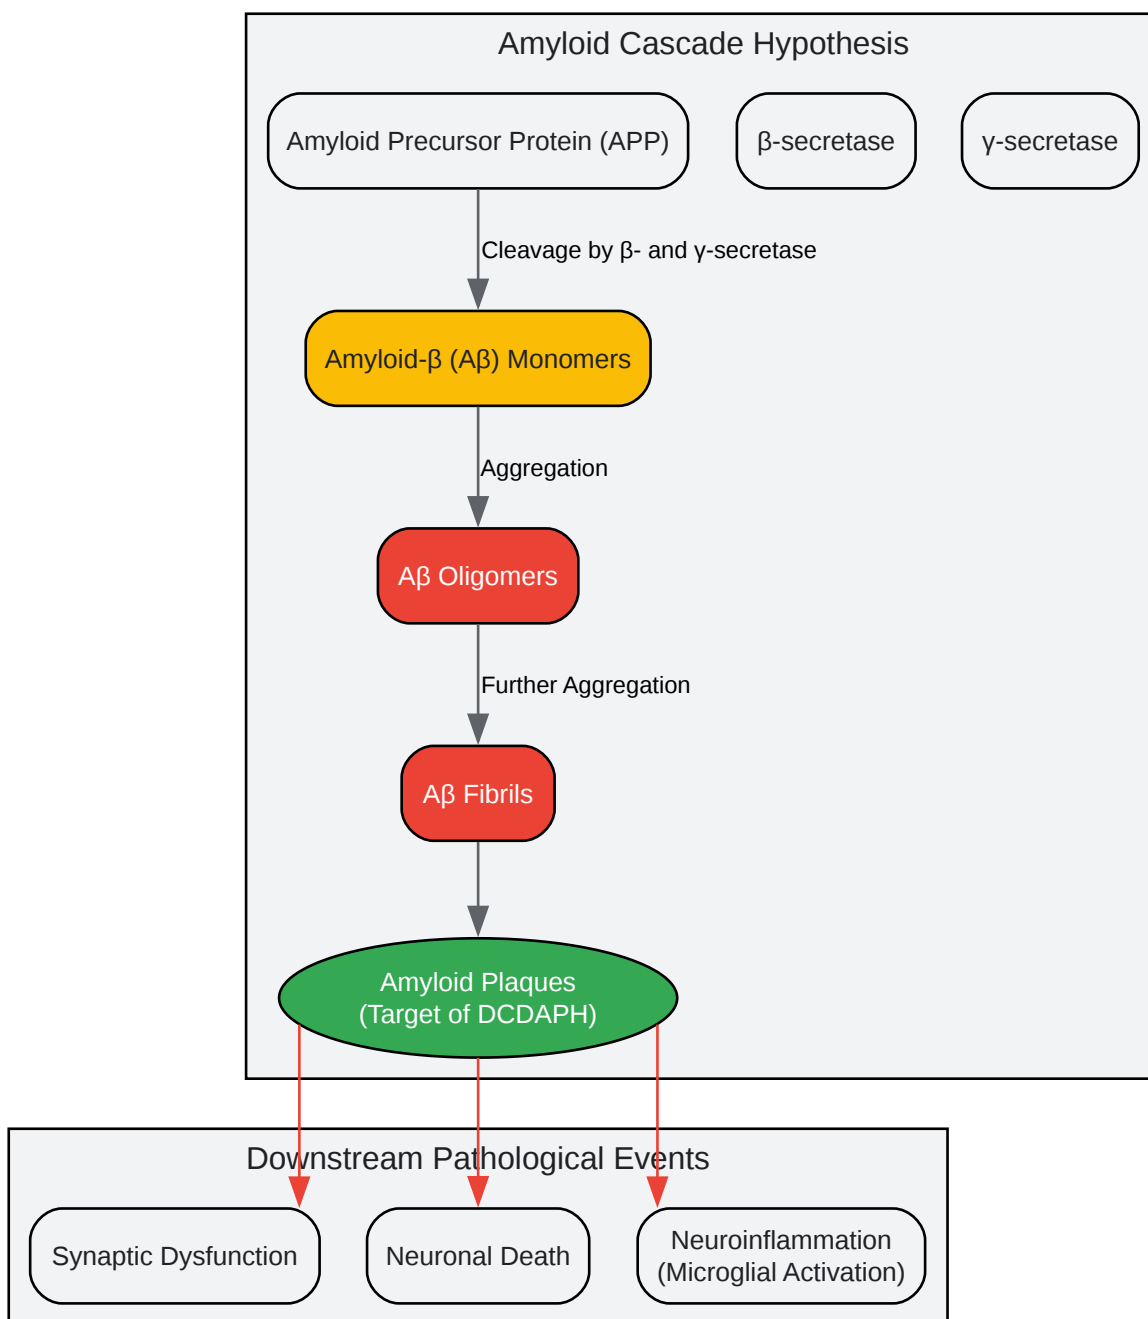 Amyloid Cascade Hypothesis
Amyloid Precursor Protein (APP)
β-secretase
γ-secretase
Cleavage by β- and γ-secretase
Amyloid-β (Aβ) Monomers
Aggregation
Aβ Oligomers
Further Aggregation
Aβ Fibrils
Amyloid Plaques
(Target of DCDAPH)
Downstream Pathological Events
Synaptic Dysfunction
Neuronal Death
Neuroinflammation
(Microglial Activation)